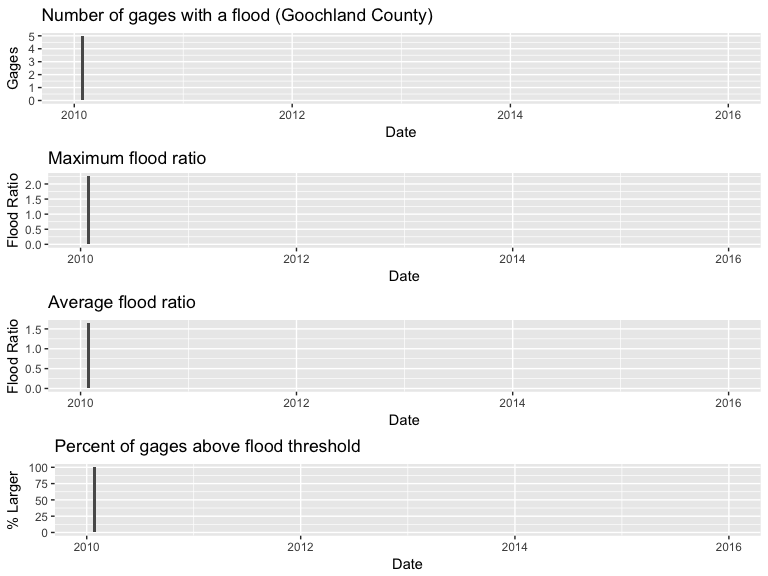 Number of gages with a flood (Goochland County)
Gages
5
4
3
2
1
0
2010 2012 2014 2016
Date
Maximum flood ratio
Flood Ratio
2.0
1.5
1.0
0.5
0.0
2010 2012 2014 2016
Date
Average flood ratio
Flood Ratio
1.5
1.0
0.5
0.0
2010 2012 2014 2016
Date
Percent of gages above flood threshold
% Larger
100
75
50
25
0
2010 2012 2014 2016
Date